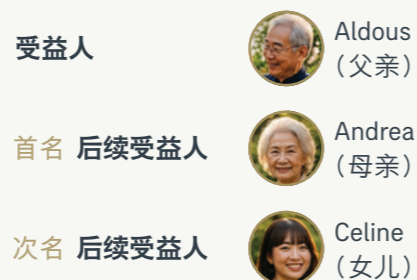 受益人
Aldous
（父亲）
首名 后续受益人
Andrea
（母亲）
次名 后续受益人
Celine
（女儿）